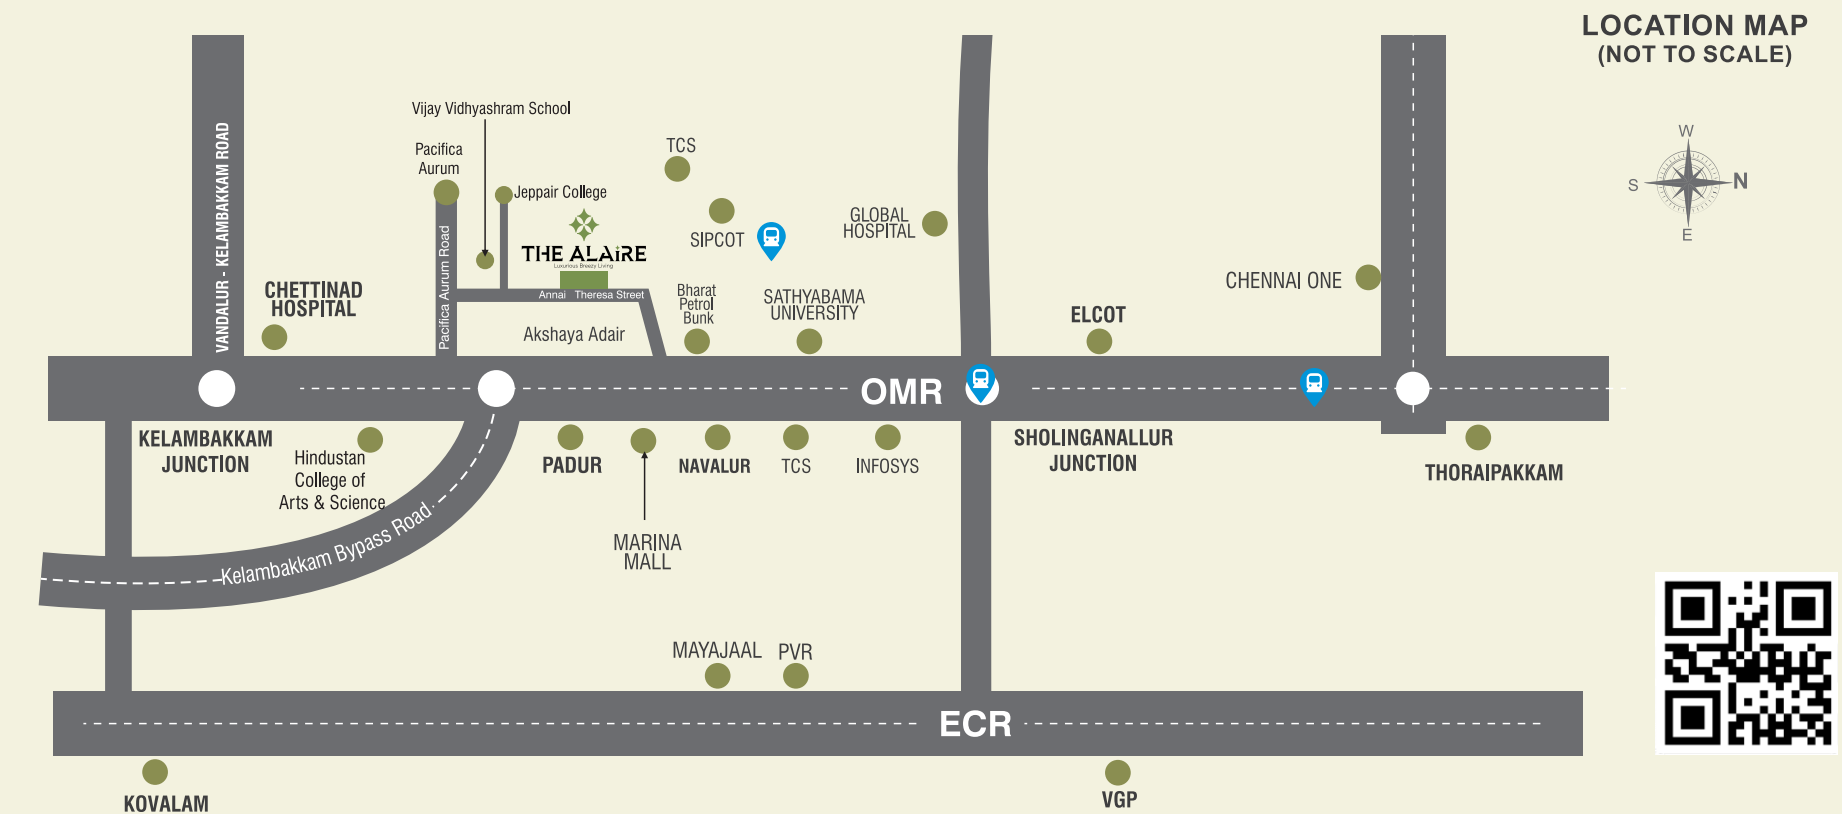 LOCATION MAP
(NOT TO SCALE)
W
S
N
E
VANDALUR - KELAMBAKKAM ROAD
Vijay Vidhyashram School
Pacifica
Aurum
Jeppair College
TCS
SIPCOT
GLOBAL
HOSPITAL
THE ALAIRE
Luxurious Breezy Living
Pacifica Aurum Road
Annai Theresa Street
Akshaya Adair
CHETTINAD
HOSPITAL
Bharat
Petrol
Bunk
SATHYABAMA
UNIVERSITY
ELCOT
CHENNAI ONE
OMR
KELAMBAKKAM
JUNCTION
Hindustan
College of
Arts & Science
PADUR
NAVALUR
TCS
INFOSYS
SHOLINGANALLUR
JUNCTION
THORAIPAKKAM
Kelambakkam Bypass Road
MARINA
MALL
MAYAJAAL
PVR
ECR
KOVALAM
VGP